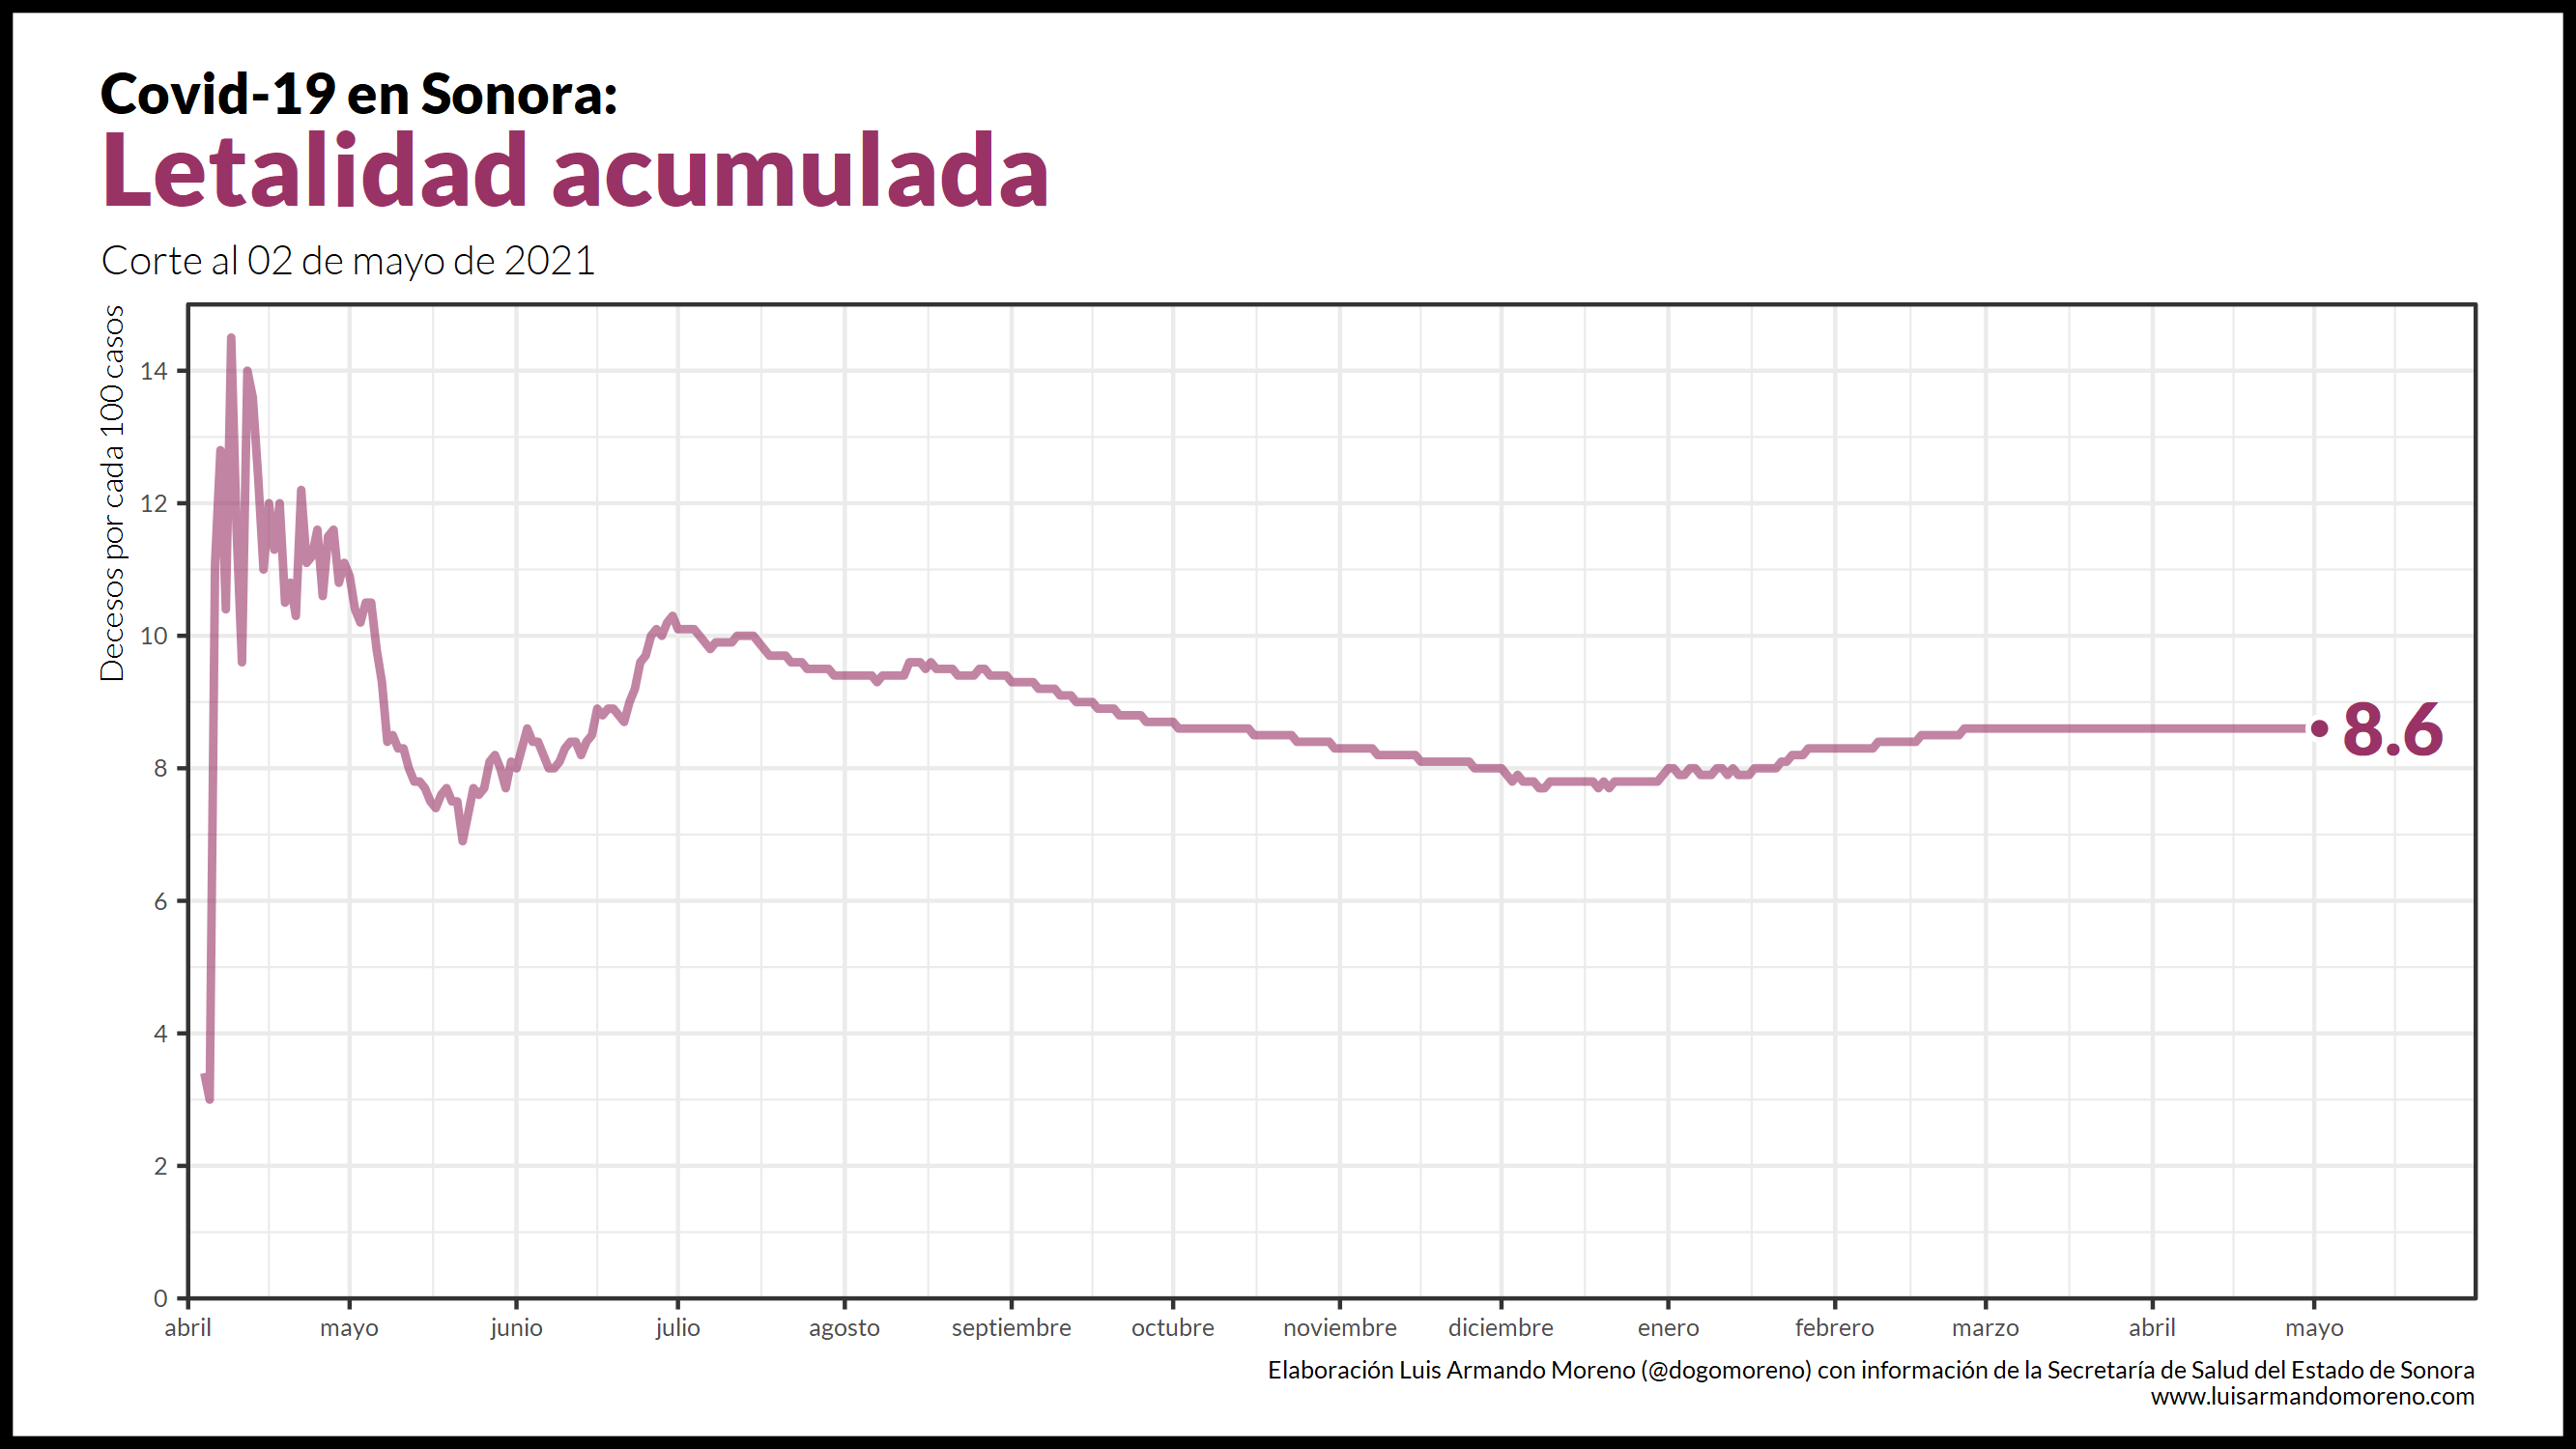 Covid-19 en Sonora:
Letalidad acumulada
Corte al 02 de mayo de 2021
Decesos por cada 100 casos
14
12
10
8
6
4
2
0
8.6
abril mayo junio julio agosto septiembre octubre noviembre diciembre enero febrero marzo abril mayo
Elaboración Luis Armando Moreno (@dogomoreno) con información de la Secretaría de Salud del Estado de Sonora
www.luisarmandomoreno.com